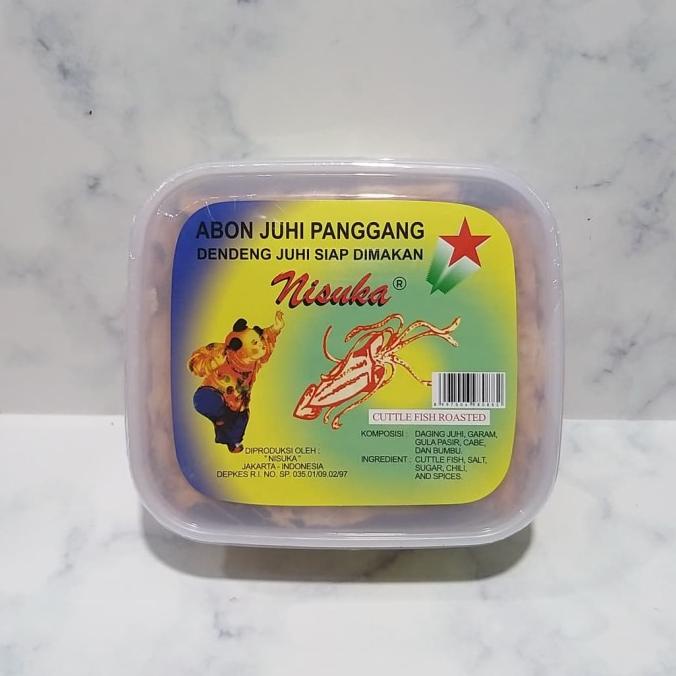 ABON JUHI PANGGANG
DENDENG JUHI SIAP DIMAKAN
Nisuka ®
CUTTLE FISH ROASTED
KOMPOSISI : DAGING JUHI, GARAM,
GULA PASIR, CABE,
DAN BUMBU.
INGREDIENT : CUTTLE FISH, SALT,
SUGAR, CHILI,
AND SPICES.
DIPRODUKSI OLEH :
"NISUKA"
JAKARTA - INDONESIA
DEPKES R.I. NO. SP. 035.01/09.02/97